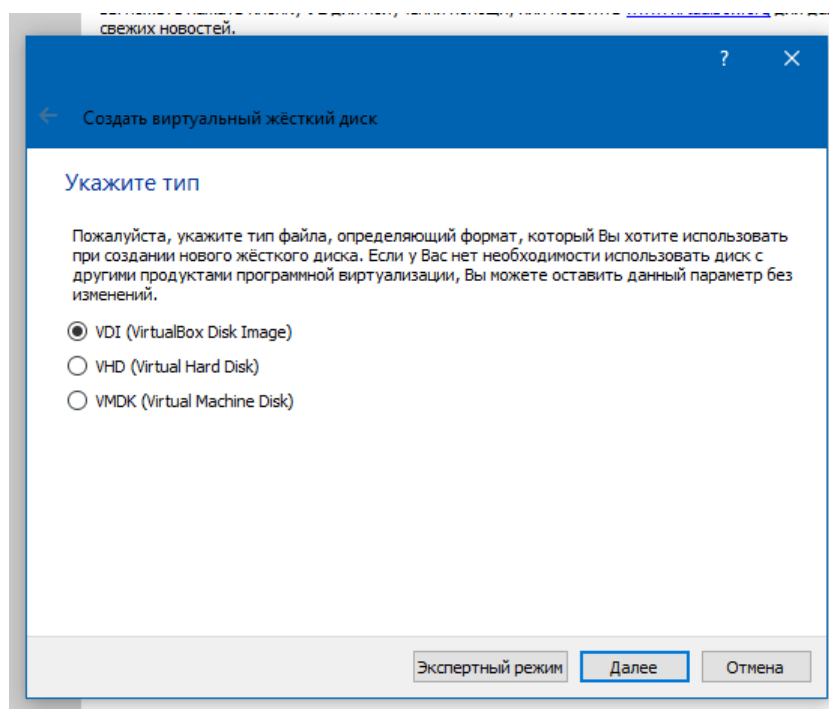 свежих новостей.
?
Создать виртуальный жёсткий диск
Укажите тип
Пожалуйста, укажите тип файла, определяющий формат, который Вы хотите использовать
при создании нового жёсткого диска. Если у Вас нет необходимости использовать диск с
другими продуктами программной виртуализации, Вы можете оставить данный параметр без
изменений.
VDI (VirtualBox Disk Image)
VHD (Virtual Hard Disk)
VMDK (Virtual Machine Disk)
Экспертный режим Далее Отмена